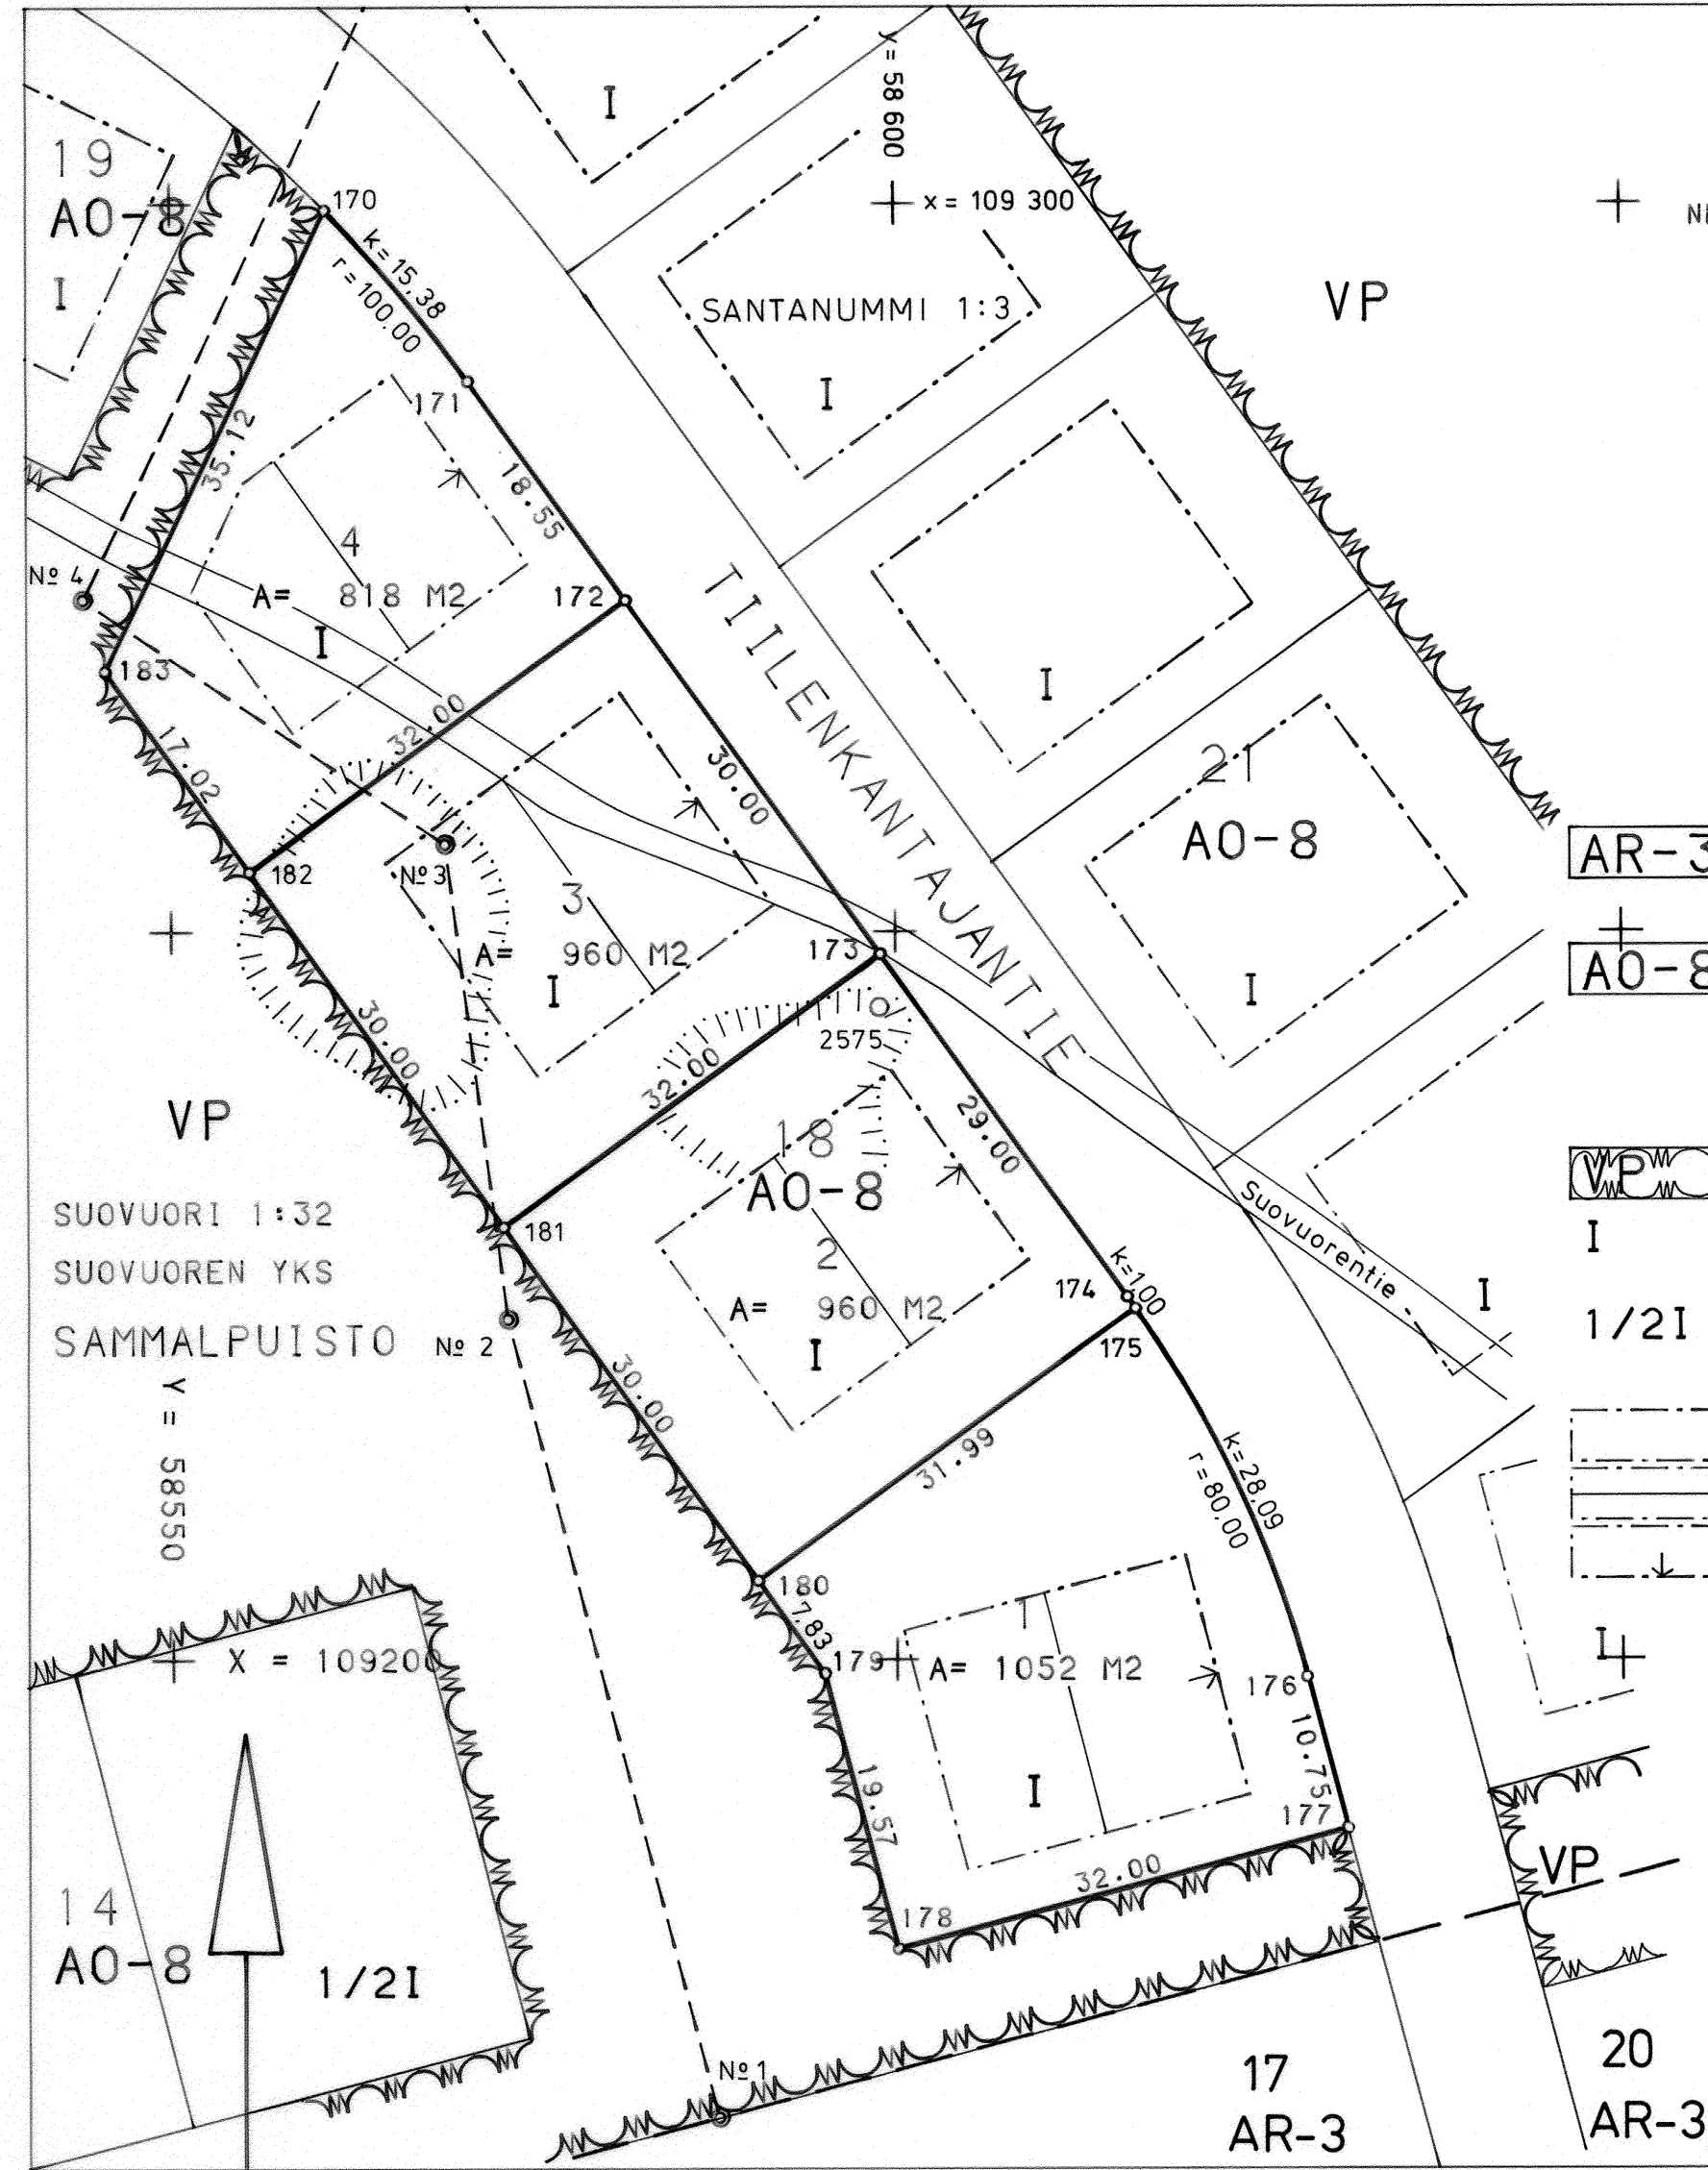 I
y = 58 600
19
AO-8
I
170
x = 109 300
k=15,38
r=100.00
VP
SANTANUMMI 1:3
I
171
35.12
18.55
4
Nº 4
A= 818 M2
172
I
183
TIILENKANTAJANTIE
I
32.00
17.02
30.00
21
AO-8
AR-3
182
Nº 3
3
A= 960 M2
173
I
I
AO-8
30.00
2575
32.00
VP
18
AO-8
29.00
VP
SUOVUORI 1:32
181
Suovuorentie
I
SUOVUOREN YKS
2
k=1,00
174
I
SAMMALPUISTO
Nº 2
A= 960 M2
175
1/2I
I
30.00
Y = 58550
31.99
k=28,09
r=80,00
180
7,83
1
I
X = 109200
179
A= 1052 M2
176
10.75
I
19.57
177
32.00
VP
14
178
AO-8
1/2I
Nº 1
17
20
AR-3
AR-3